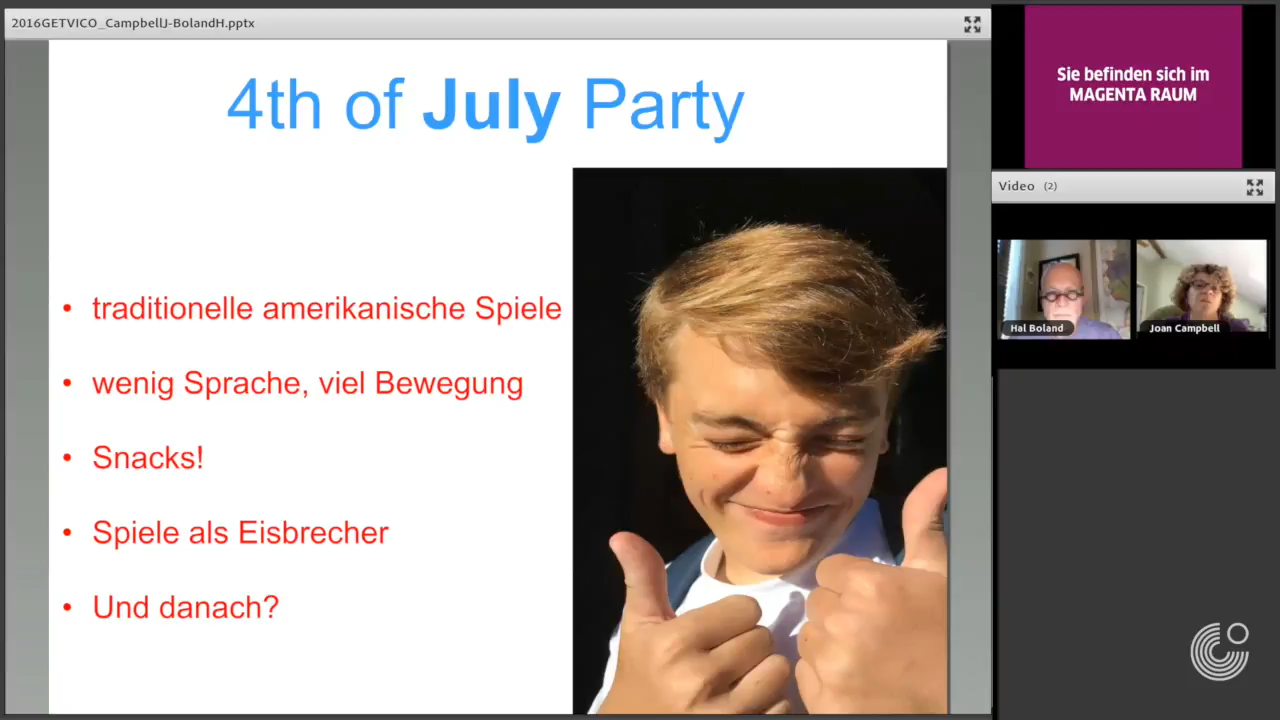 2016GETVICO_CampbellJ-BolandH.pptx
4th of July Party
• traditionelle amerikanische Spiele
• wenig Sprache, viel Bewegung
• Snacks!
• Spiele als Eisbrecher
• Und danach?
Sie befinden sich im
MAGENTA RAUM
Video (2)
Hal Boland
Joan Campbell